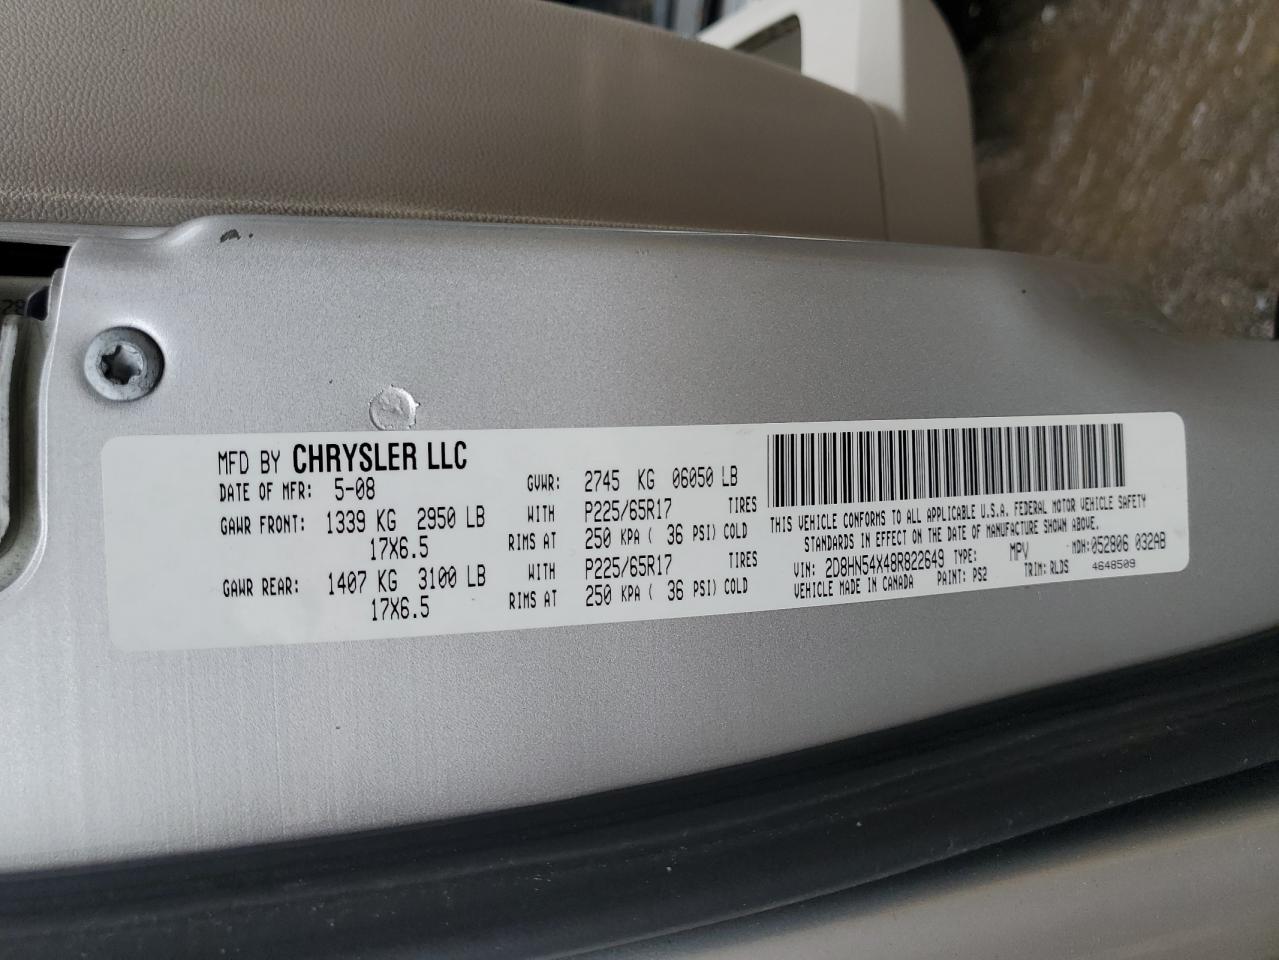 MFD BY CHRYSLER LLC
DATE OF MFR: 5-08 GVWR: 2745 KG 06050 LB
GAWR FRONT: 1339 KG 2950 LB WITH P225/65R17 TIRES
17X6.5 RIMS AT 250 KPA ( 36 PSI) COLD
GAWR REAR: 1407 KG 3100 LB WITH P225/65R17 TIRES
17X6.5 RIMS AT 250 KPA ( 36 PSI) COLD
THIS VEHICLE CONFORMS TO ALL APPLICABLE U.S.A. FEDERAL MOTOR VEHICLE SAFETY
STANDARDS IN EFFECT ON THE DATE OF MANUFACTURE SHOWN ABOVE.
VIN: 2D8HN54X48R822649 TYPE: MPV MDH:052806 032AB
VEHICLE MADE IN CANADA PAINT: PS2 TRIM: RLDS 4648509